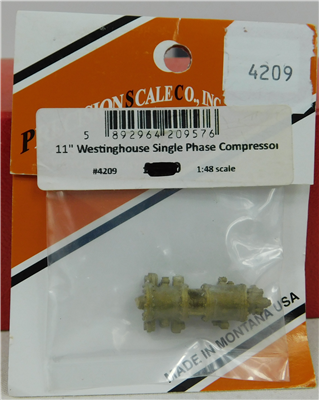 4209
SCALE CO., INC
5 892964 209576
11" Westinghouse Single Phase Compressor
#4209
1:48 scale
MADE IN MONTANA USA